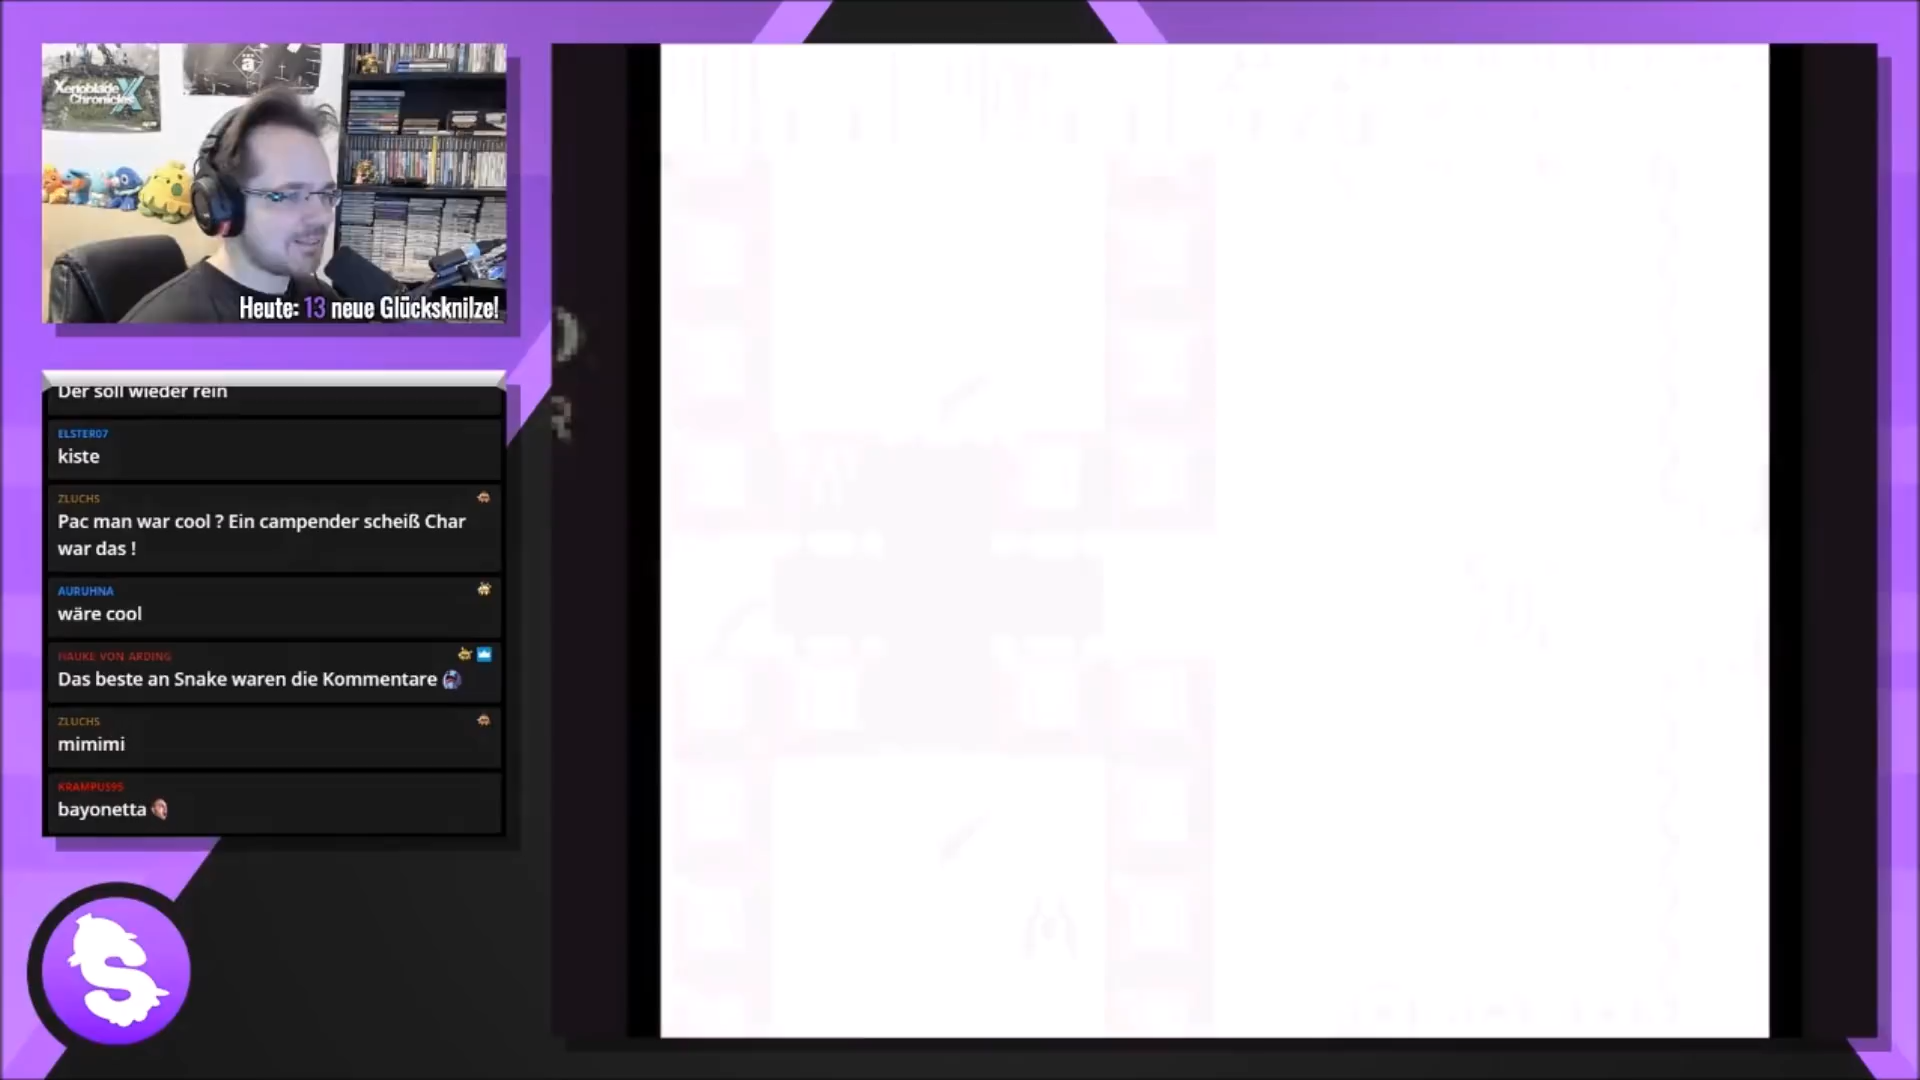 Xenoblade
Chronicles X
ä
Heute: 13 neue Glücksknilze!
Der soll wieder rein
ELSTER07
kiste
ZLUCHS
Pac man war cool ? Ein campender scheiß Char
war das !
AURUHNA
wäre cool
HAUKE VON ARDING
Das beste an Snake waren die Kommentare
ZLUCHS
mimimi
KRAMPUS95
bayonetta
S